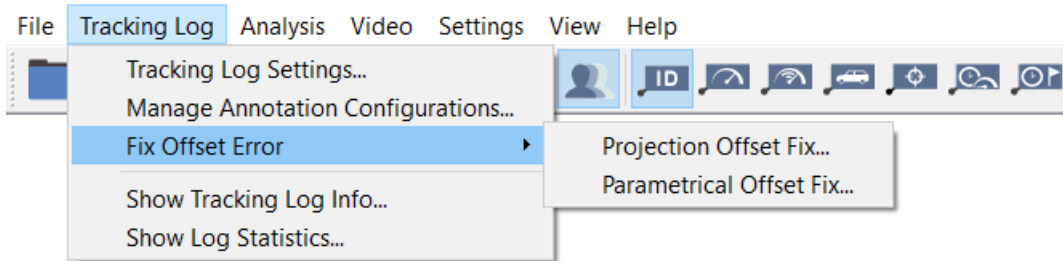 File Tracking Log Analysis Video Settings View Help
Tracking Log Settings...
ID
Manage Annotation Configurations...
Fix Offset Error
Projection Offset Fix...
Parametrical Offset Fix...
Show Tracking Log Info...
Show Log Statistics...